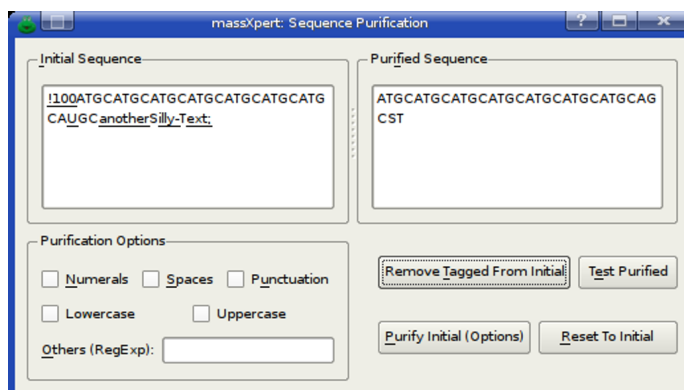 massXpert: Sequence Purification
Initial Sequence
!100ATGCATGCATGCATGCATGCATGCATG
CAUGCanotherSilly-Text;
Purified Sequence
ATGCATGCATGCATGCATGCATGCATGCAG
CST
Purification Options
Numerals Spaces Punctuation
Lowercase Uppercase
Others (RegExp):
Remove Tagged From Initial Test Purified
Purify Initial (Options) Reset To Initial